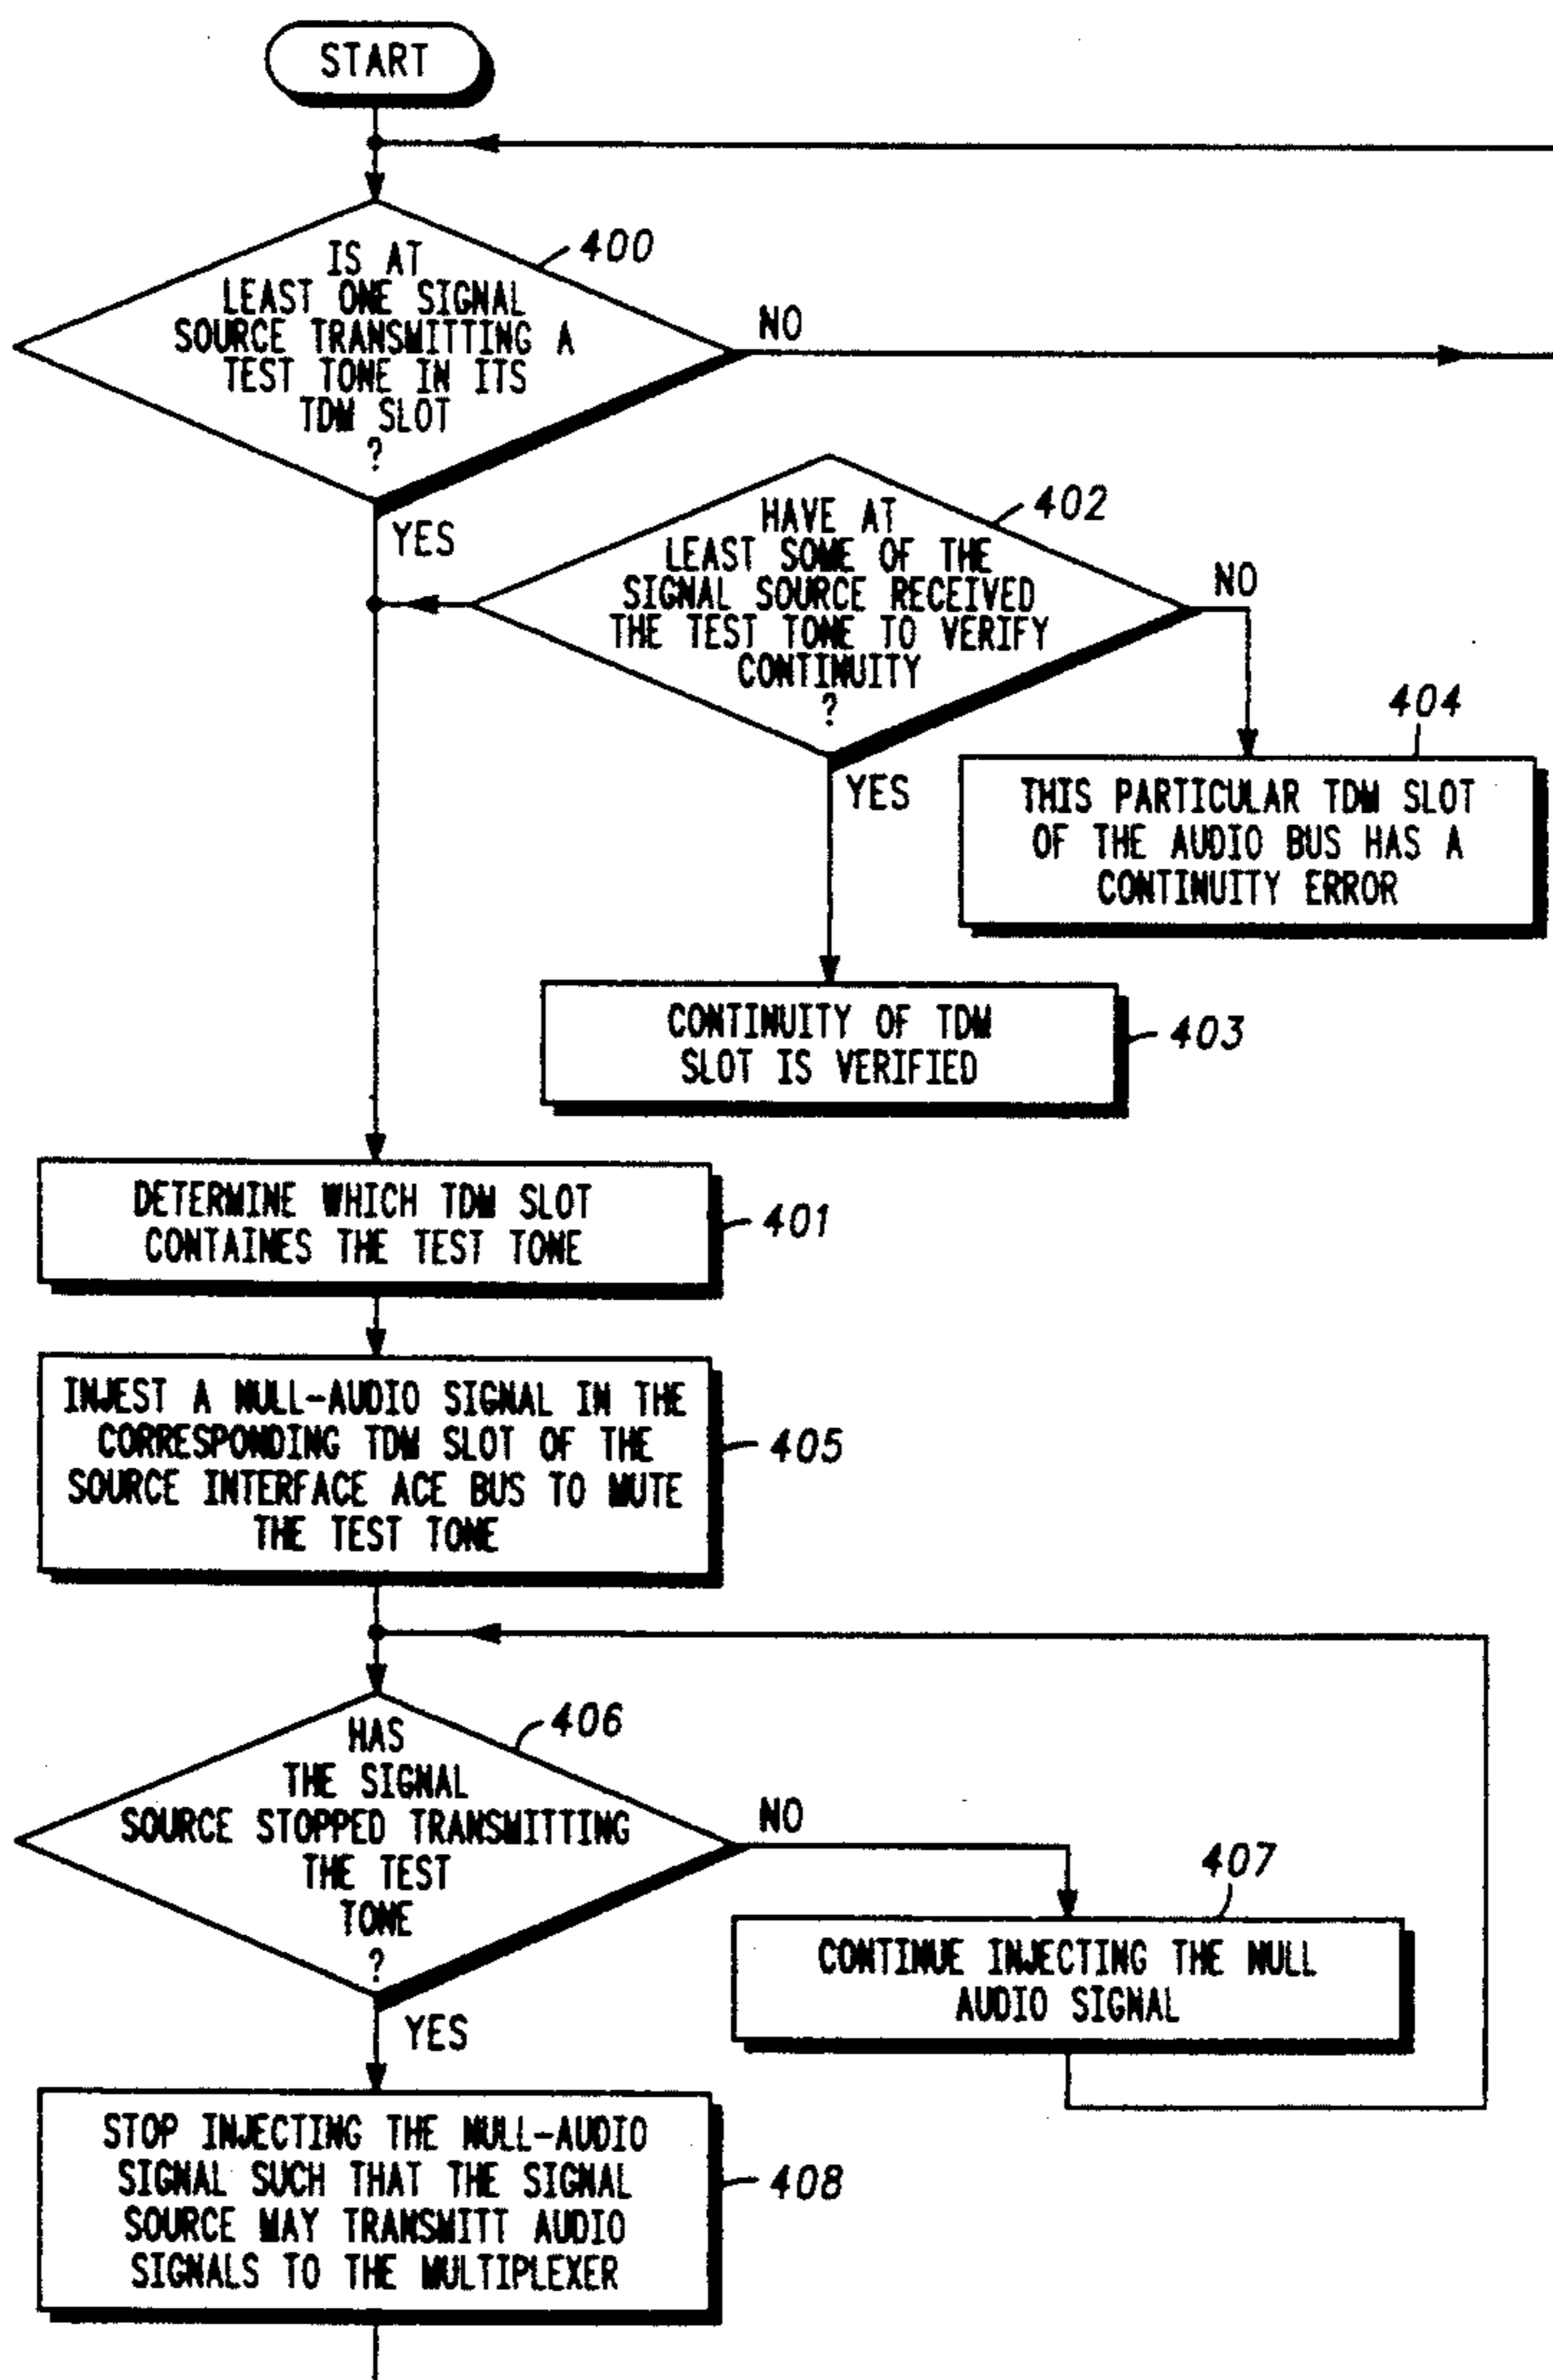 START
400
IS AT
LEAST ONE SIGNAL
SOURCE TRANSMITTING A
TEST TONE IN ITS
TDM SLOT
?
NO
YES
402
HAVE AT
LEAST SOME OF THE
SIGNAL SOURCE RECEIVED
THE TEST TONE TO VERIFY
CONTINUITY
?
NO
YES
404
THIS PARTICULAR TDM SLOT
OF THE AUDIO BUS HAS A
CONTINUITY ERROR
CONTINUITY OF TDM
SLOT IS VERIFIED
403
DETERMINE WHICH TDM SLOT
CONTAINES THE TEST TONE
401
INJEST A NULL-AUDIO SIGNAL IN THE
CORRESPONDING TDM SLOT OF THE
SOURCE INTERFACE ACE BUS TO MUTE
THE TEST TONE
405
406
HAS
THE SIGNAL
SOURCE STOPPED TRANSMITTING
THE TEST
TONE
?
NO
YES
407
CONTINUE INJECTING THE NULL
AUDIO SIGNAL
STOP INJECTING THE NULL-AUDIO
SIGNAL SUCH THAT THE SIGNAL
SOURCE MAY TRANSMITT AUDIO
SIGNALS TO THE MULTIPLEXER
408